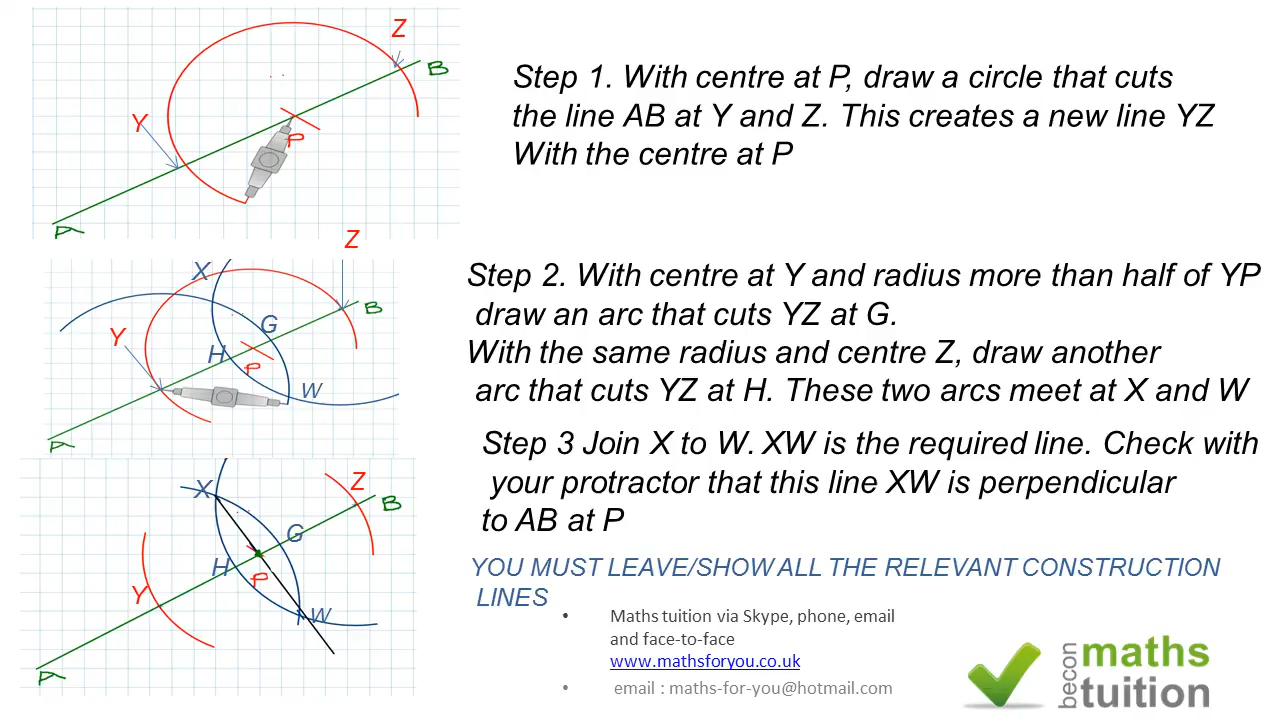 Z
B
Y
P
A
Step 1. With centre at P, draw a circle that cuts
the line AB at Y and Z. This creates a new line YZ
With the centre at P
Z
X
B
G
Y
H
P
W
A
Step 2. With centre at Y and radius more than half of YP
draw an arc that cuts YZ at G.
With the same radius and centre Z, draw another
arc that cuts YZ at H. These two arcs meet at X and W
X
Z
B
G
H
P
Y
W
A
Step 3 Join X to W. XW is the required line. Check with
your protractor that this line XW is perpendicular
to AB at P
YOU MUST LEAVE/SHOW ALL THE RELEVANT CONSTRUCTION
LINES
• Maths tuition via Skype, phone, email
and face-to-face
www.mathsforyou.co.uk
• email : maths-for-you@hotmail.com
becon
maths
tuition